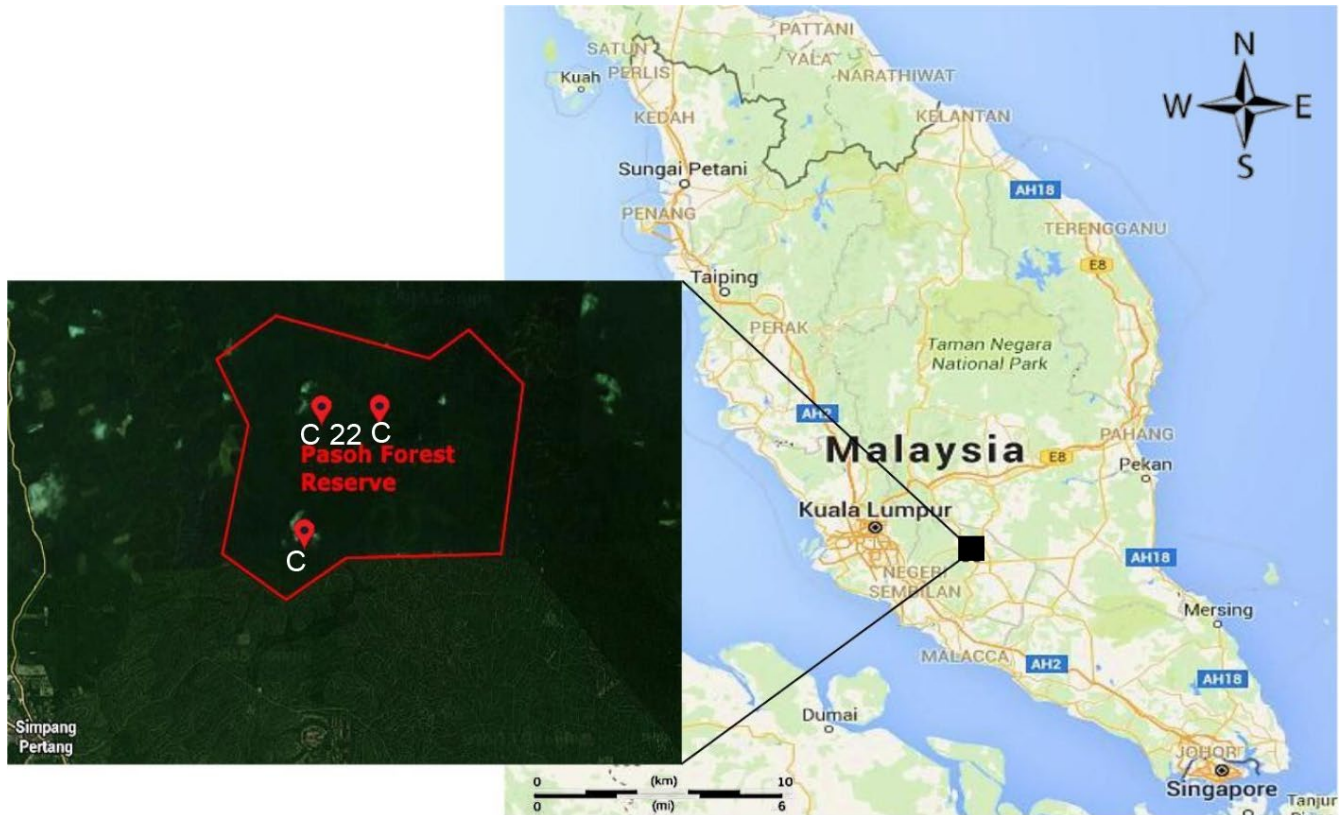 PATTANI
SATUN
YALA
Kuah
PERLIS
NARATHIWAT
N
W
E
S
KEDAH
KELANTAN
Sungai Petani
AH18
PENANG
TERENGGANU
E8
Taiping
PERAK
Taman Negara
National Park
AH2
Malaysia
E8
PAHANG
Pekan
Kuala Lumpur
AH18
NEGERI
SEMBILAN
Mersing
MALACCA
AH2
AH18
Dumai
JOHOR
Singapore
Tanjur
0 (km) 10
0 (mi) 6
C 22 C
Pasoh Forest
Reserve
C
Simpang
Pertang